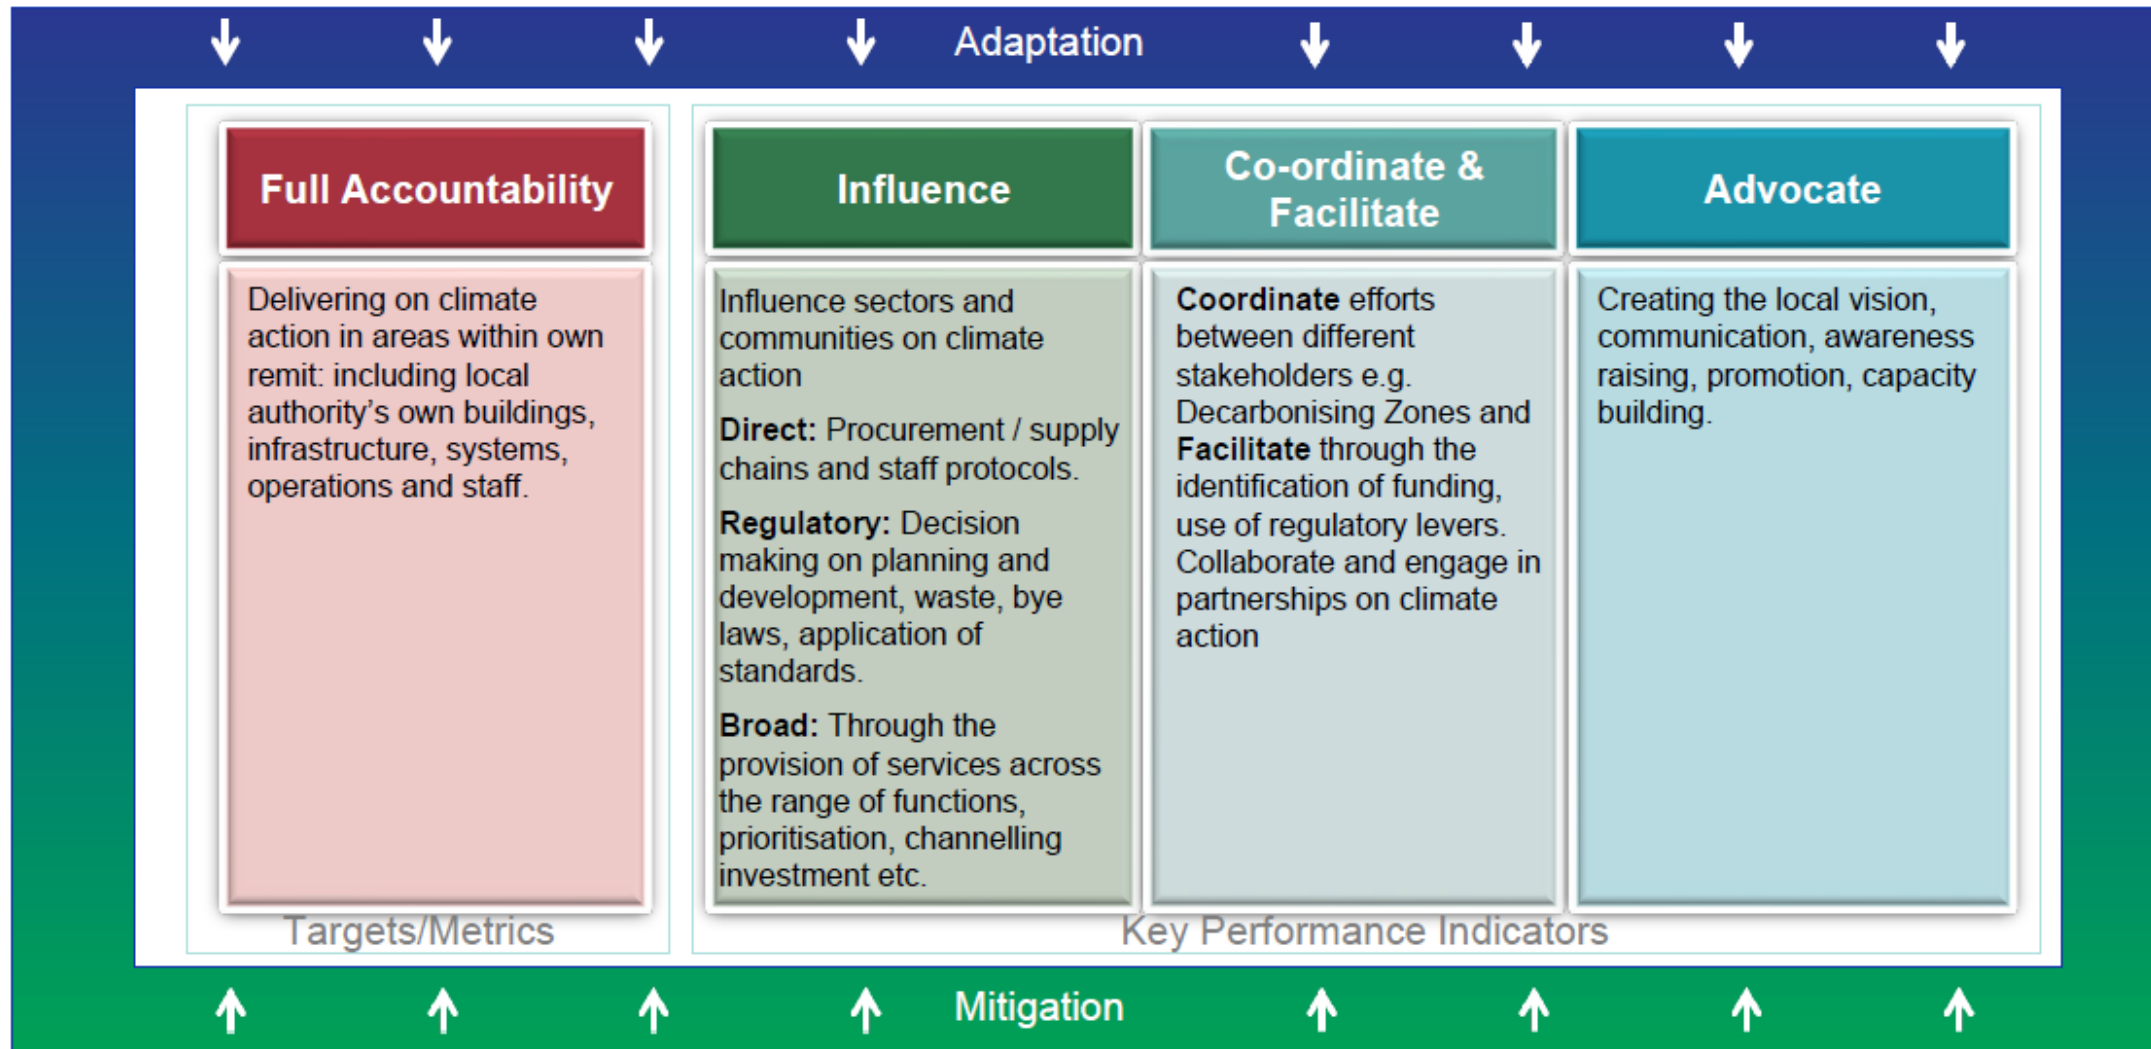 Adaptation
Full Accountability
Delivering on climate
action in areas within own
remit: including local
authority's own buildings,
infrastructure, systems,
operations and staff.
Targets/Metrics
Influence
Influence sectors and
communities on climate
action
Direct: Procurement / supply
chains and staff protocols.
Regulatory: Decision
making on planning and
development, waste, bye
laws, application of
standards.
Broad: Through the
provision of services across
the range of functions,
prioritisation, channelling
investment etc.
Co-ordinate &
Facilitate
Coordinate efforts
between different
stakeholders e.g.
Decarbonising Zones and
Facilitate through the
identification of funding,
use of regulatory levers.
Collaborate and engage in
partnerships on climate
action
Advocate
Creating the local vision,
communication, awareness
raising, promotion, capacity
building.
Key Performance Indicators
Mitigation